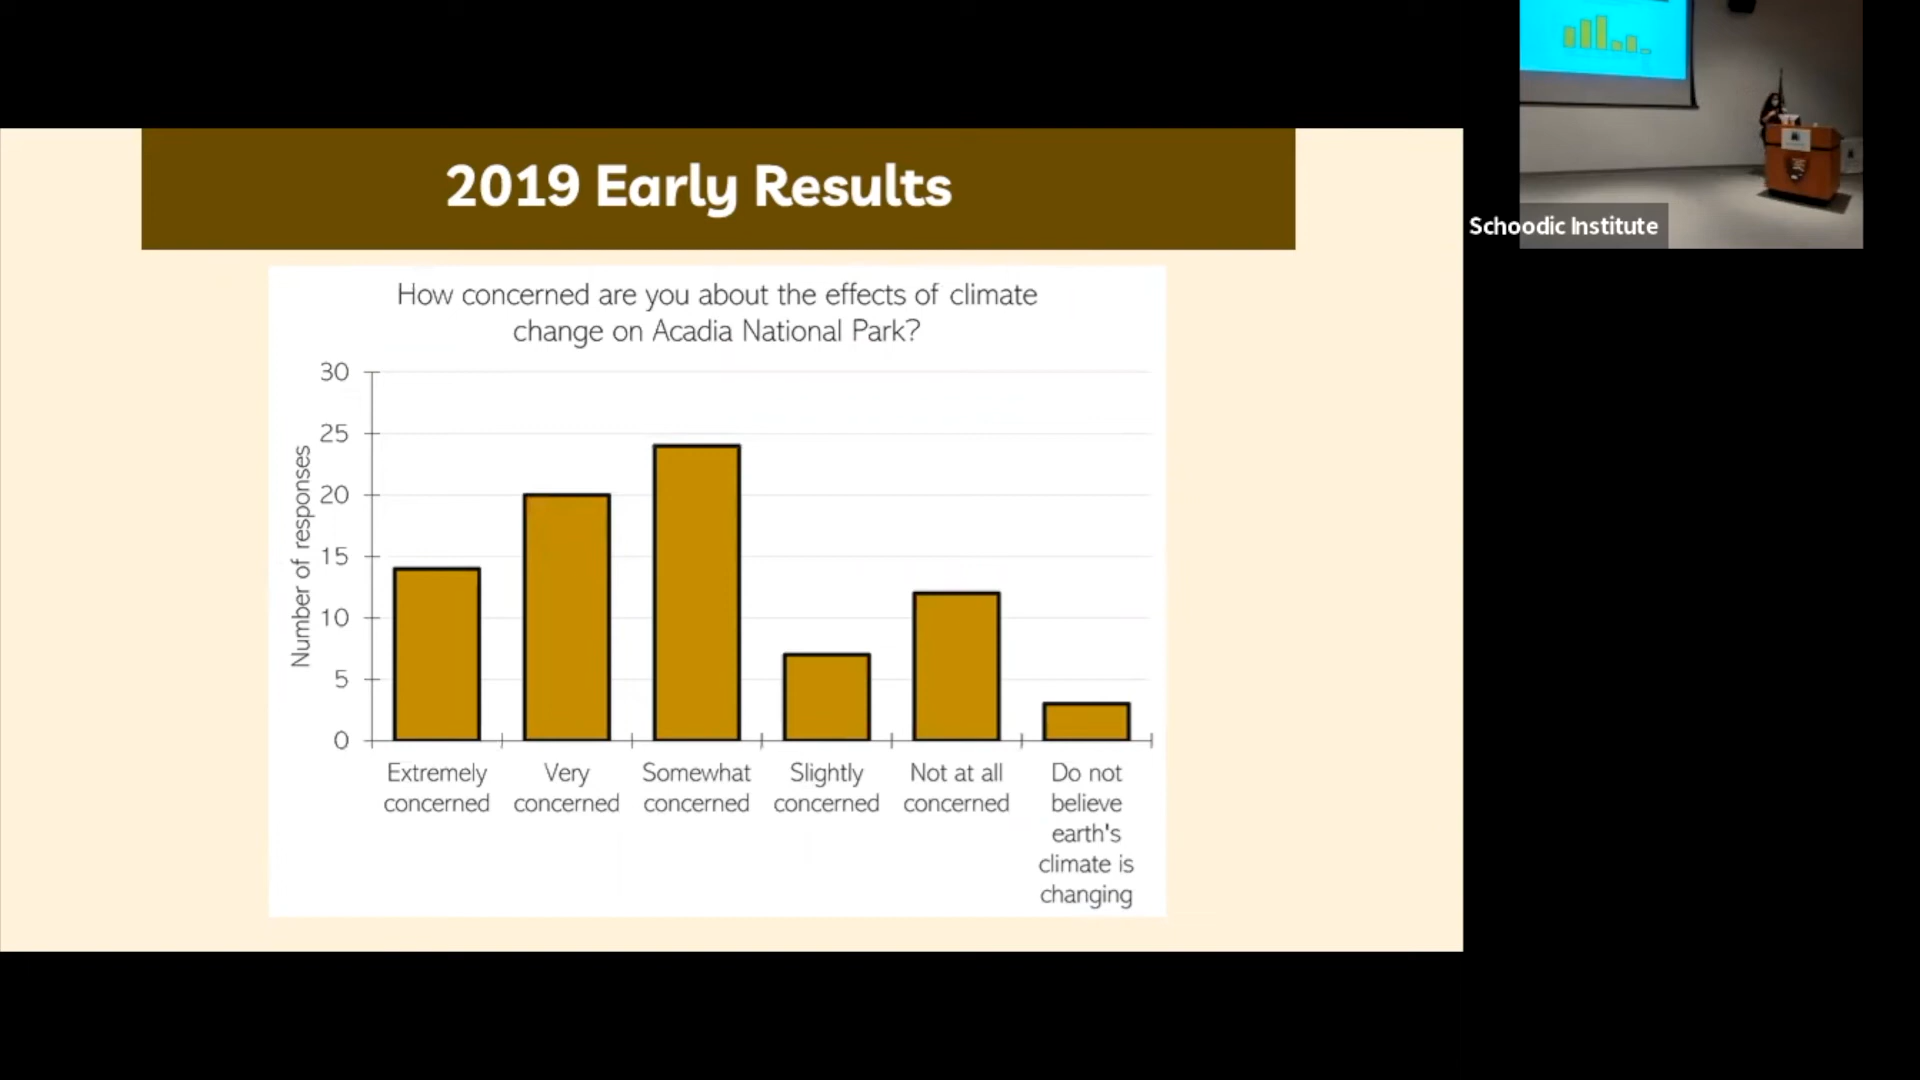 2019 Early Results
Schoodic Institute
How concerned are you about the effects of climate
change on Acadia National Park?
Number of responses
30
25
20
15
10
5
0
Extremely
concerned
Very
concerned
Somewhat
concerned
Slightly
concerned
Not at all
concerned
Do not
believe
earth's
climate is
changing